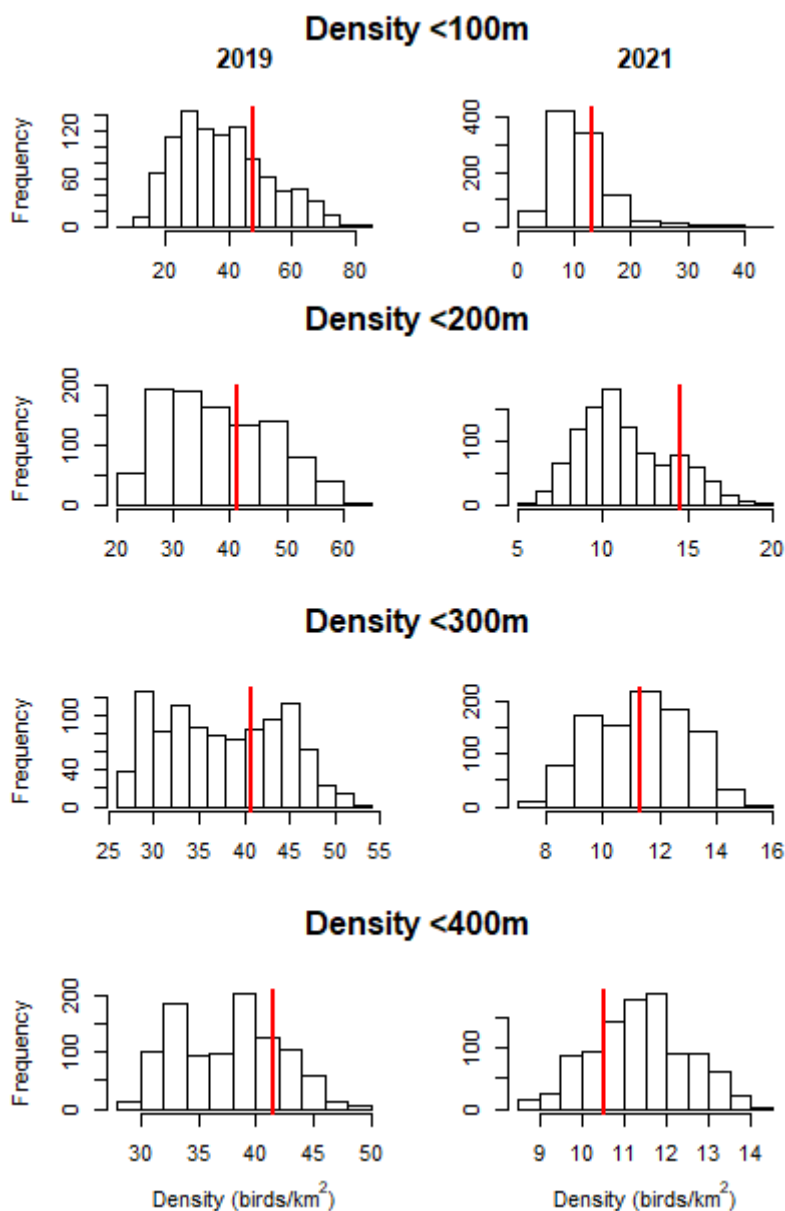 Density <100m
2019 2021
Frequency
0 60 120
20 40 60 80
0 200 400
0 10 20 30 40
Density <200m
Frequency
0 100 200
20 30 40 50 60
0 100
5 10 15 20
Density <300m
Frequency
0 40 100
25 30 35 40 45 50 55
0 100 200
8 10 12 14 16
Density <400m
Frequency
0 100 200
30 35 40 45 50
0 100
9 10 11 12 13 14
Density (birds/km²) Density (birds/km²)